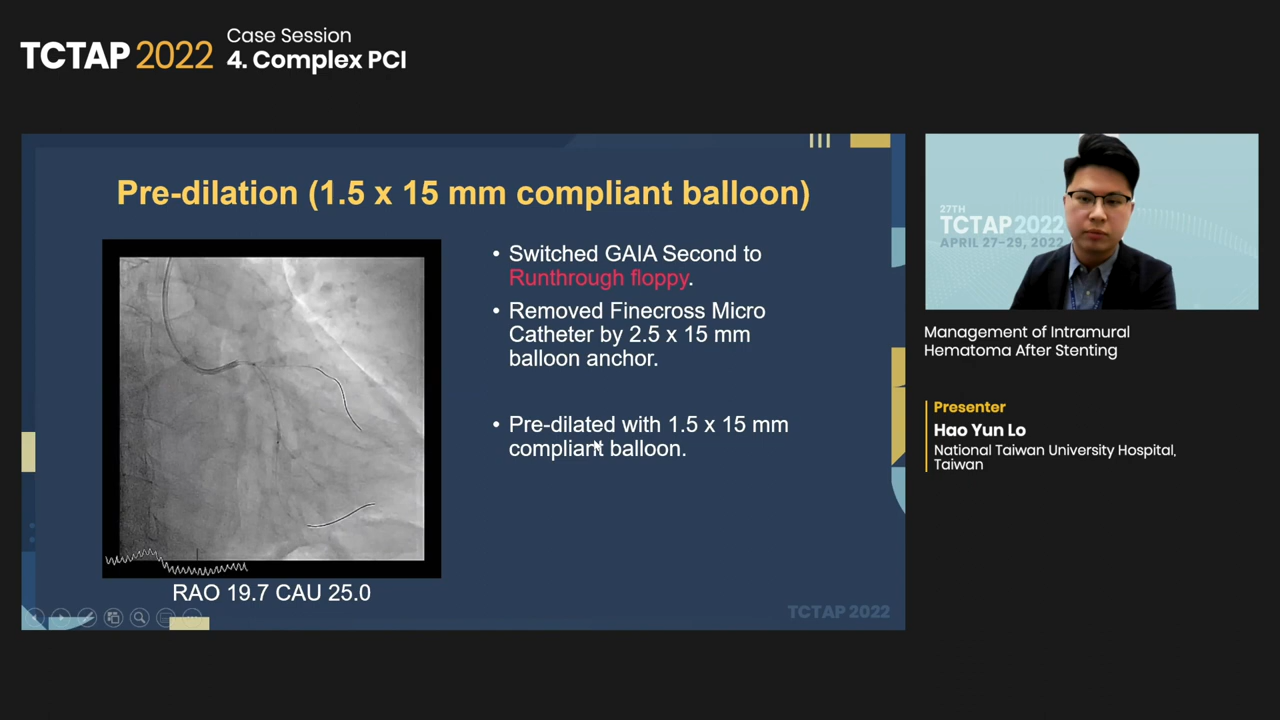 TCTAP 2022
Case Session
4. Complex PCI
Pre-dilation (1.5 x 15 mm compliant balloon)
• Switched GAIA Second to
Runthrough floppy.
• Removed Finecross Micro
Catheter by 2.5 x 15 mm
balloon anchor.
• Pre-dilated with 1.5 x 15 mm
compliant balloon.
RAO 19.7 CAU 25.0
TCTAP 2022
27TH
TCTAP 2022
APRIL 27-29, 2022
Management of Intramural
Hematoma After Stenting
Presenter
Hao Yun Lo
National Taiwan University Hospital,
Taiwan